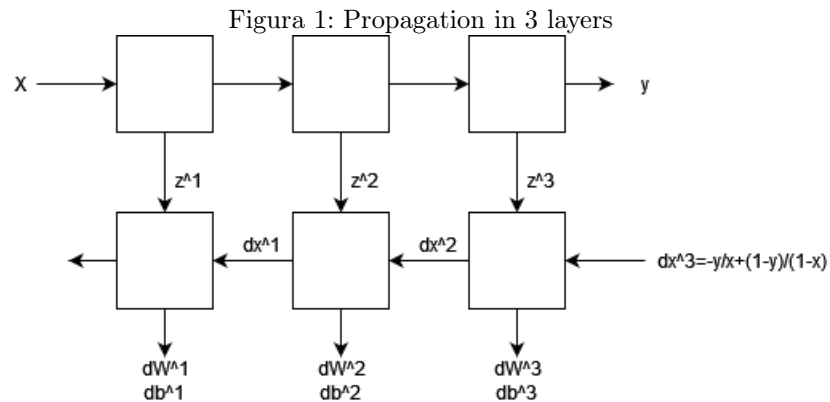 Figura 1: Propagation in 3 layers
X
y
z^1
z^2
z^3
dx^1
dx^2
dx^3=-y/x+(1-y)/(1-x)
dW^1
db^1
dW^2
db^2
dW^3
db^3